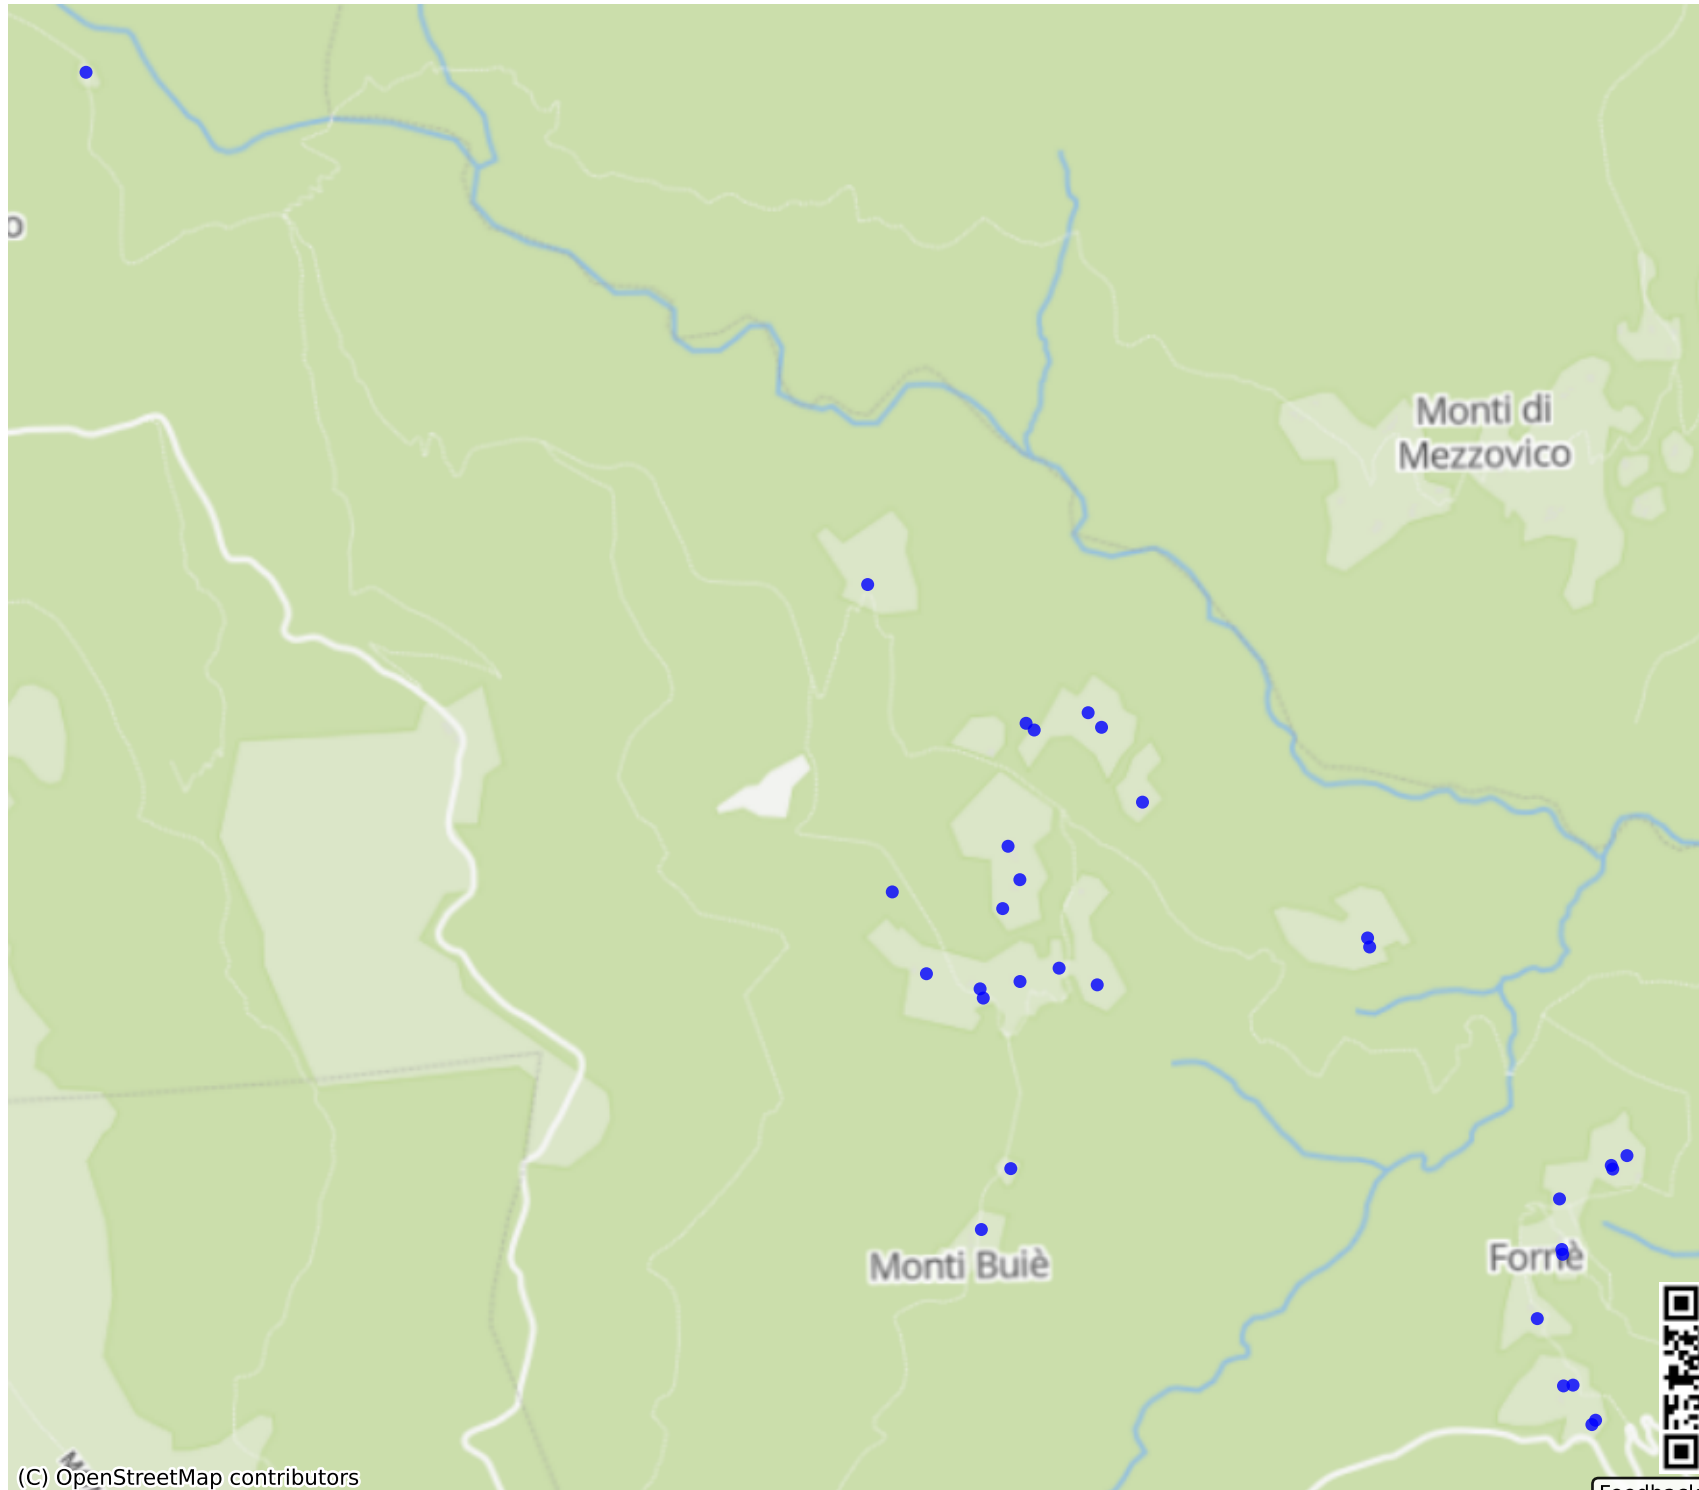 o
Monti di
Mezzovico
Monti Buiè
Fornè
(C) OpenStreetMap contributors